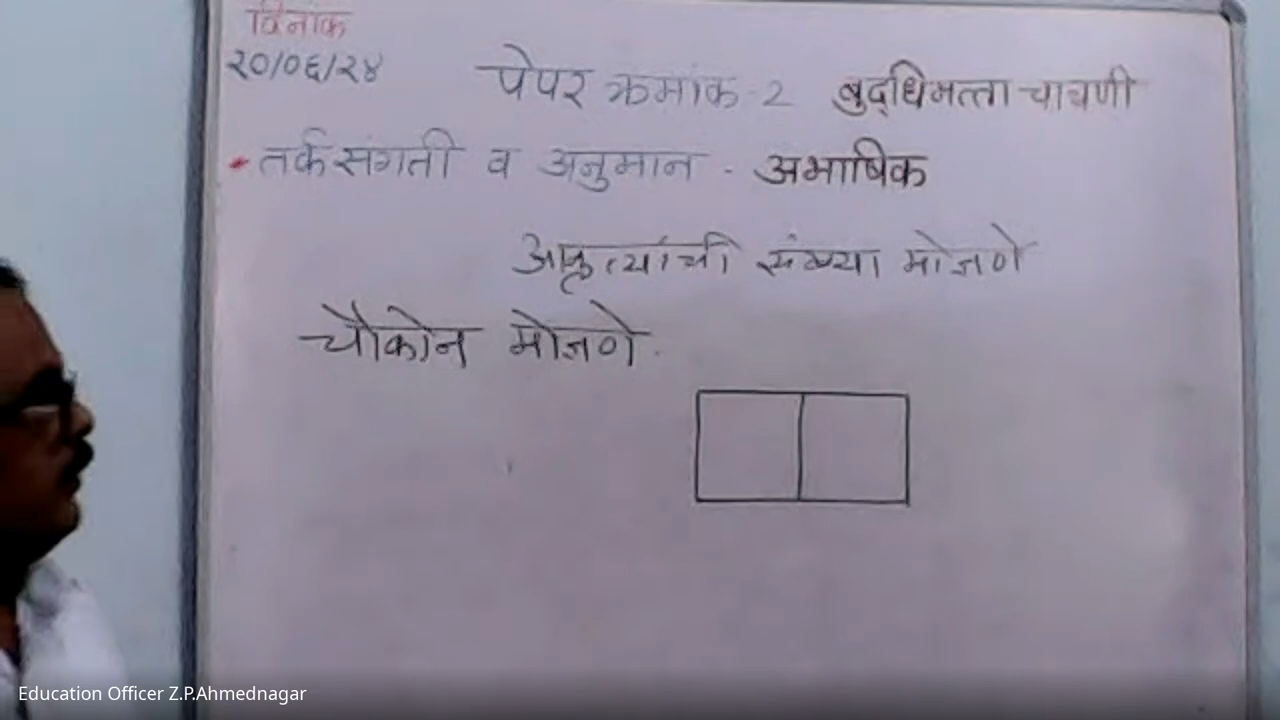 दिनांक
२०/०६/२४
पेपर क्रमांक-2 बुद्धिमत्ता चाचणी
• तर्कसंगती व अनुमान - अभाषिक
आकृत्यांची संख्या मोजणे
चौकोन मोजणे.
Education Officer Z.P.Ahmednagar